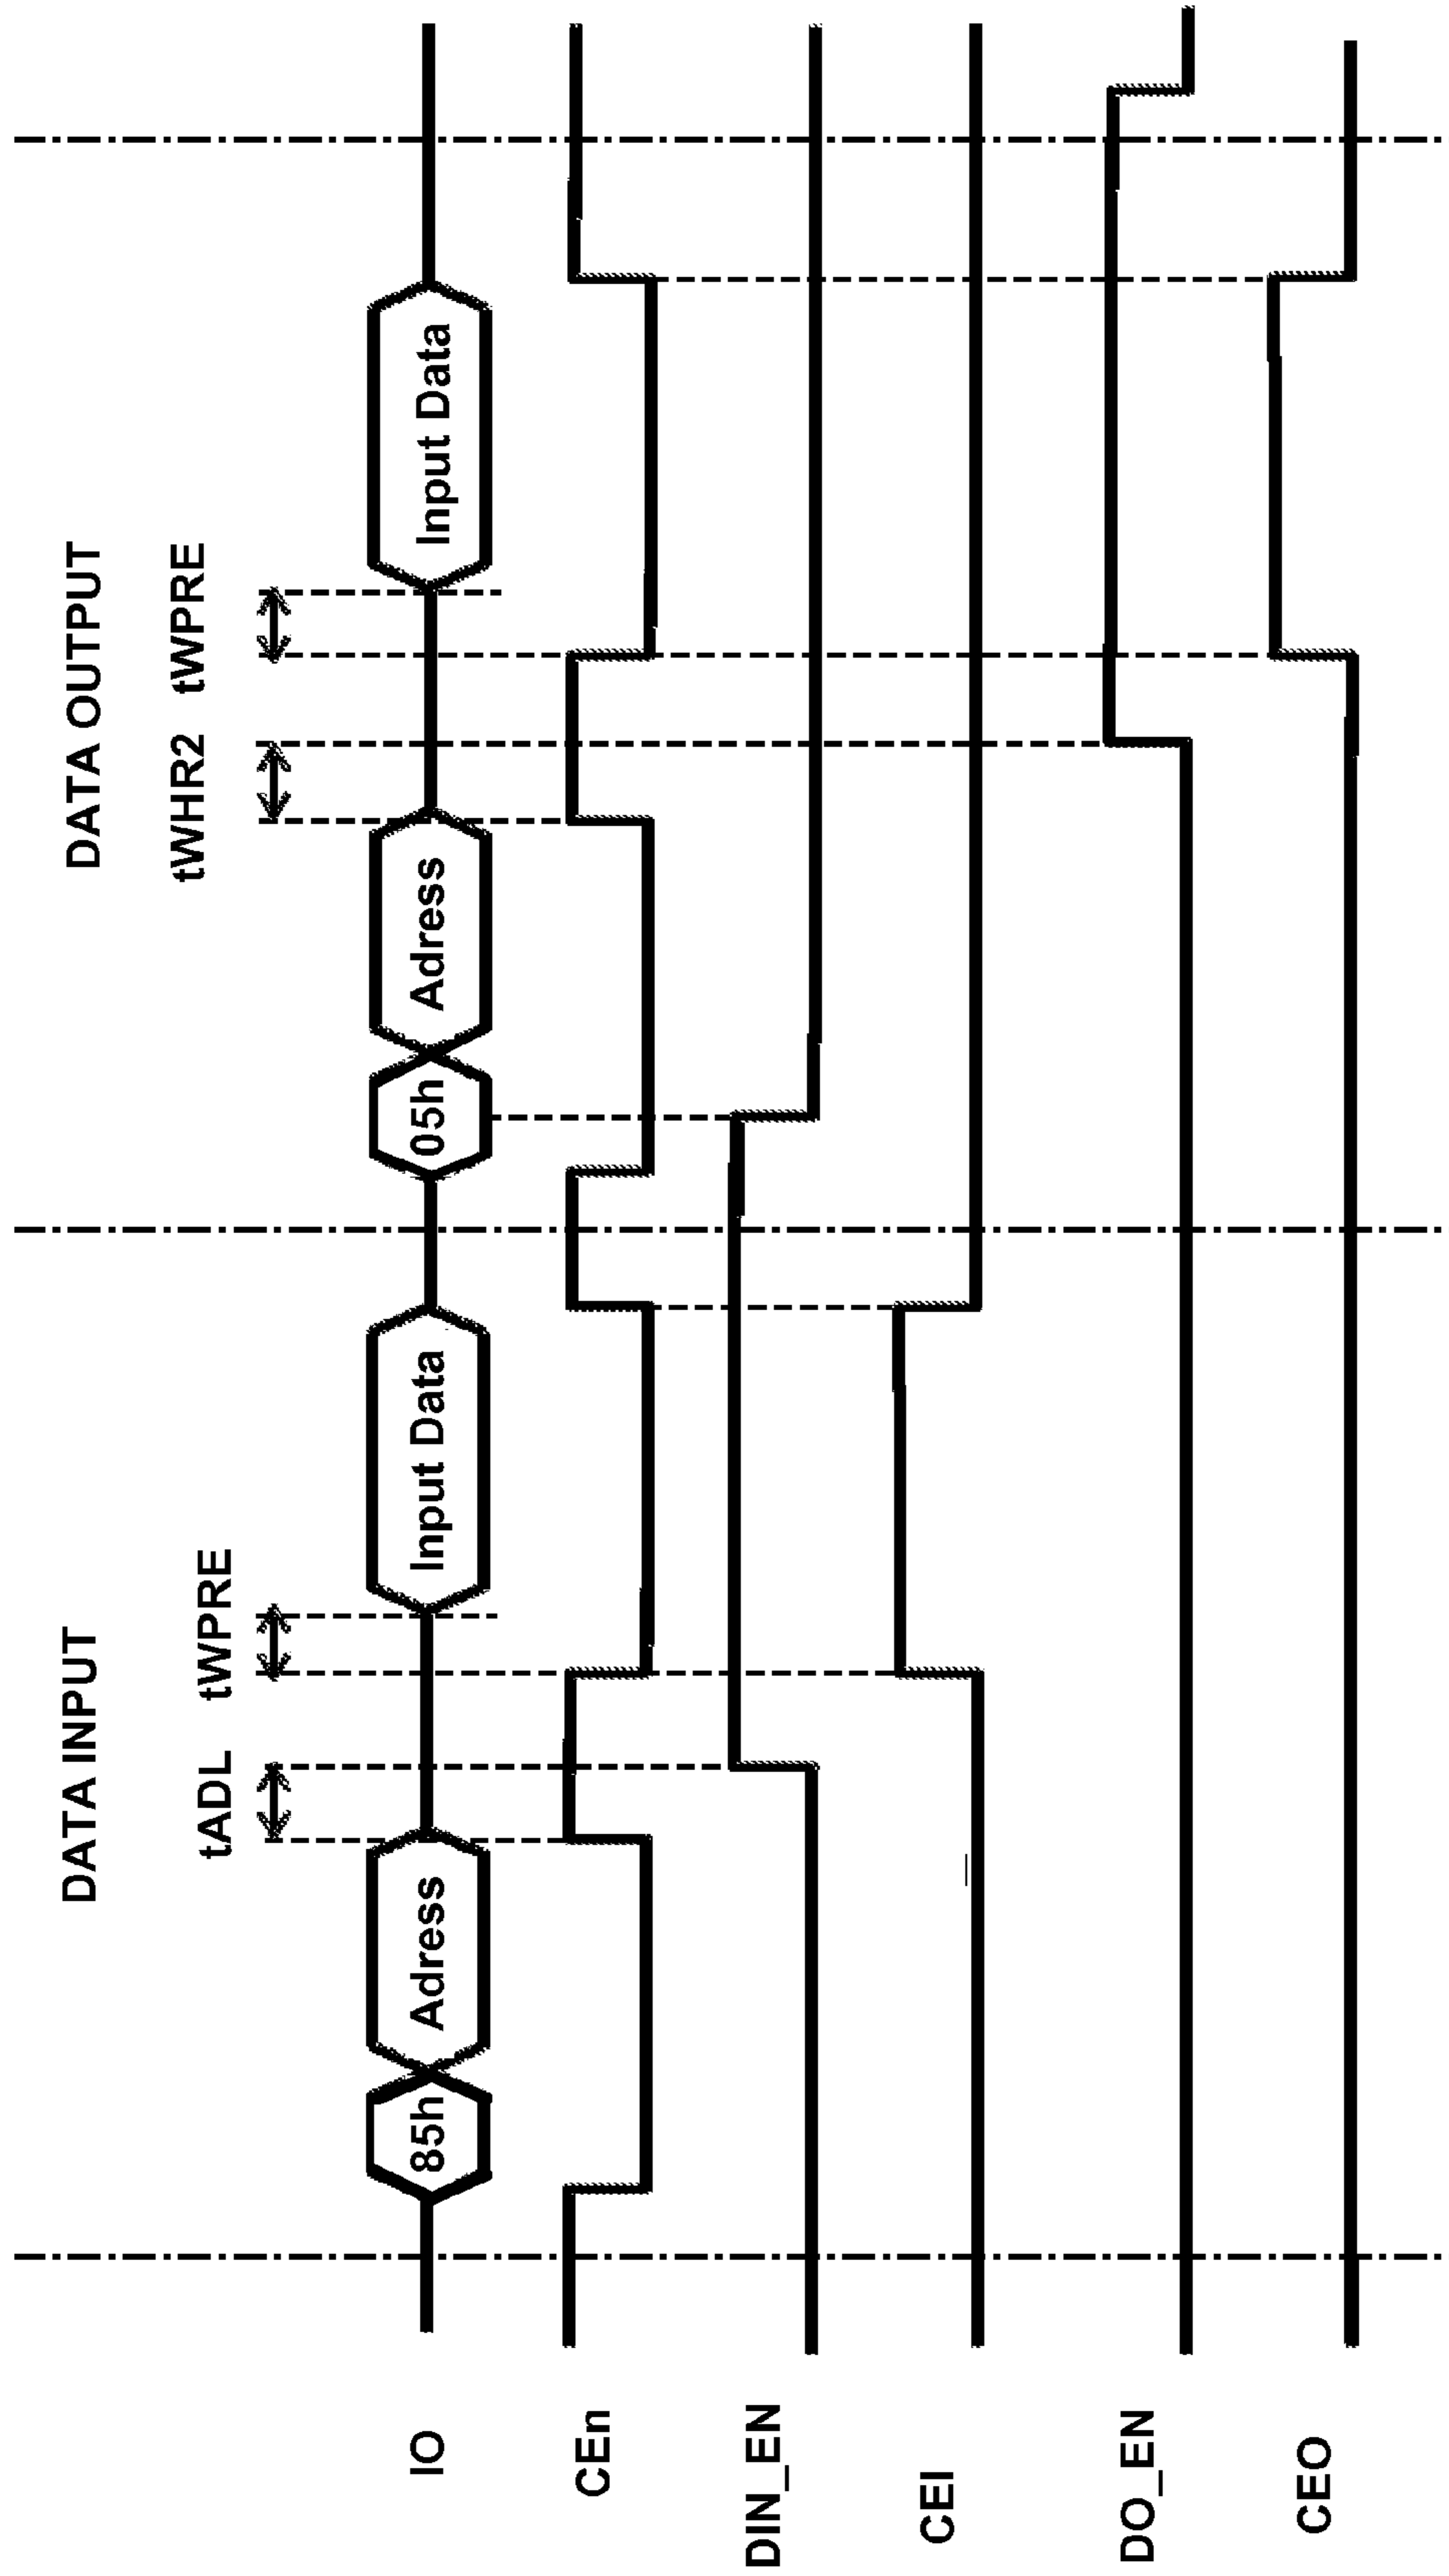 DATA INPUT
DATA OUTPUT
tADL
tWPRE
tWHR2
tWPRE
IO
85h
Adress
Input Data
05h
Adress
Input Data
CEn
DIN_EN
CEI
DO_EN
CEO